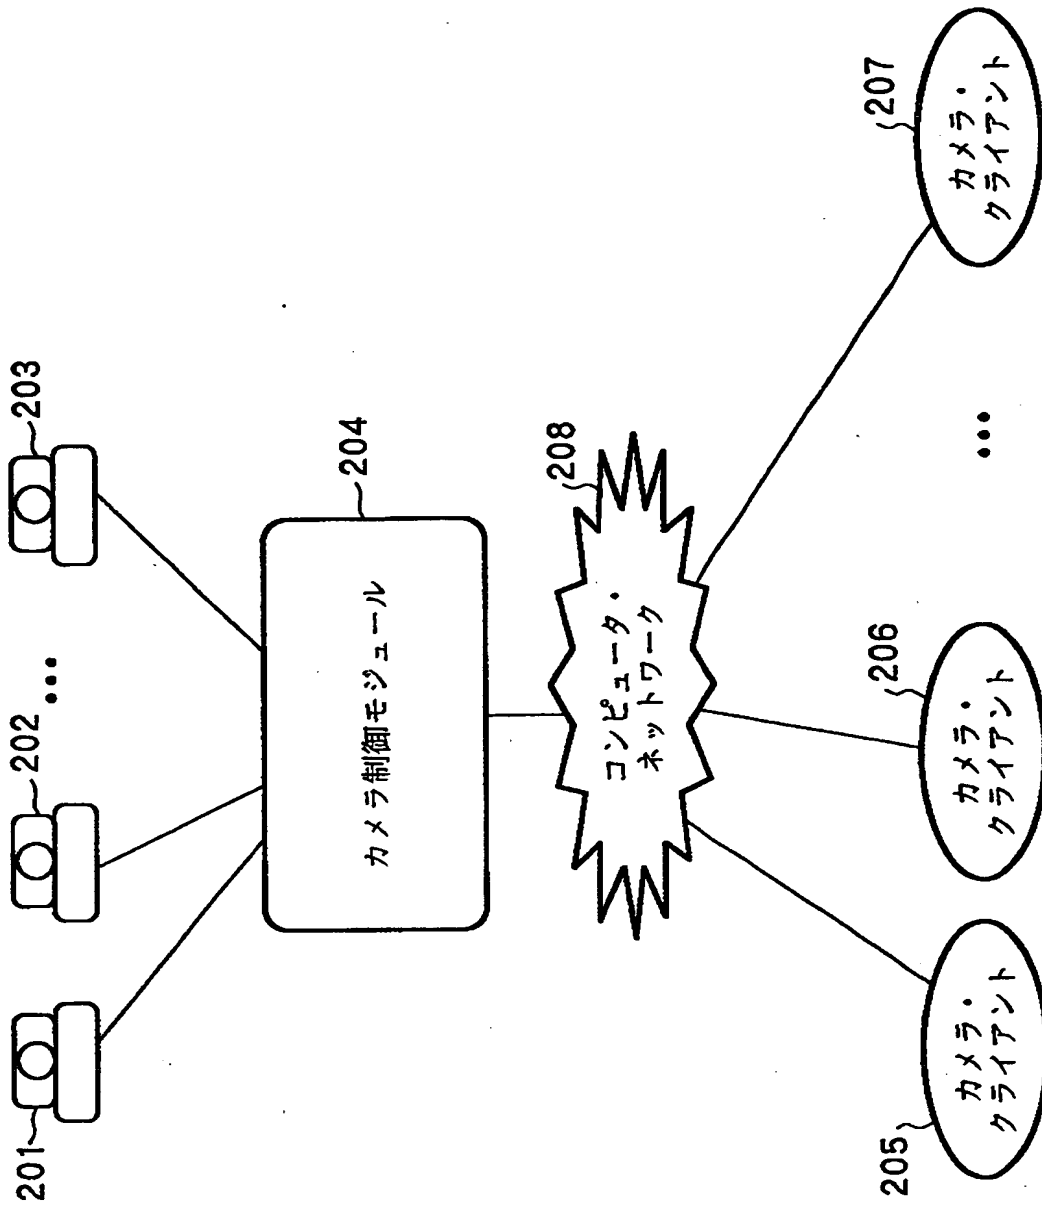 201
202
...
203
204
カメラ制御モジュール
208
コンピュータ・
ネットワーク
205
カメラ・
クライアント
206
カメラ・
クライアント
...
207
カメラ・
クライアント